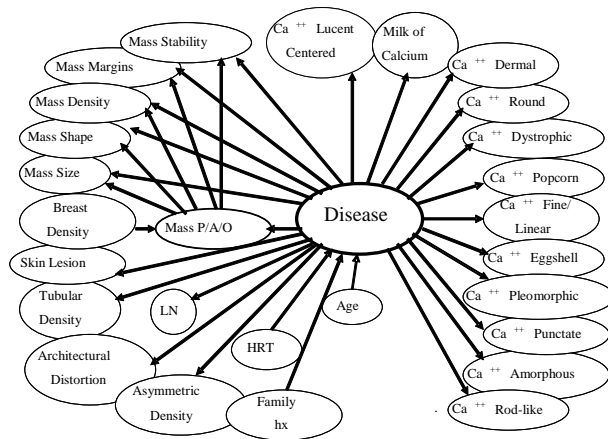 Mass Stability
Ca ++ Lucent
Centered
Milk of
Calcium
Mass Margins
Ca ++ Dermal
Mass Density
Ca ++ Round
Mass Shape
Ca ++ Dystrophic
Mass Size
Ca ++ Popcorn
Breast
Density
Mass P/A/O
Disease
Ca ++ Fine/
Linear
Skin Lesion
Ca ++ Eggshell
Tubular
Density
LN
Age
Ca ++ Pleomorphic
Ca ++ Punctate
Architectural
Distortion
HRT
Ca ++ Amorphous
Asymmetric
Density
Family
hx
Ca ++ Rod-like